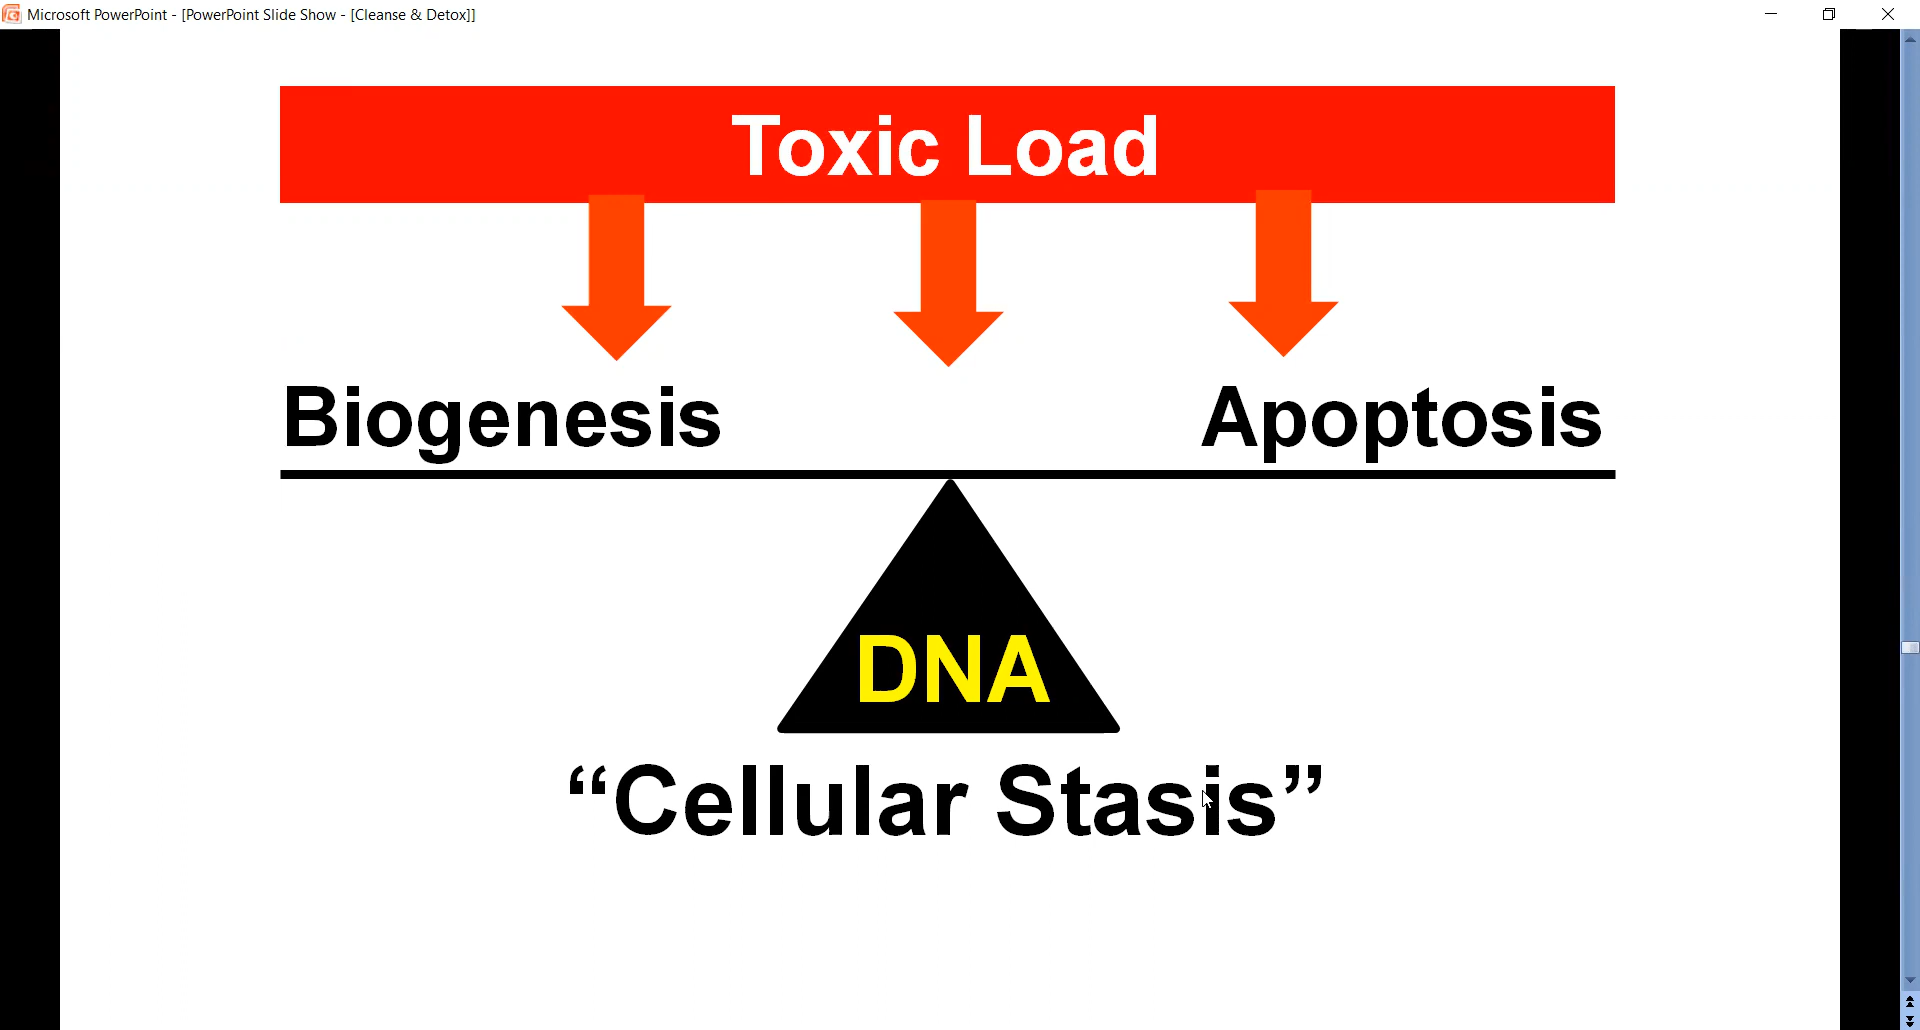 Microsoft PowerPoint - [PowerPoint Slide Show - [Cleanse & Detox]]
Toxic Load
Biogenesis Apoptosis
DNA
“Cellular Stasis”